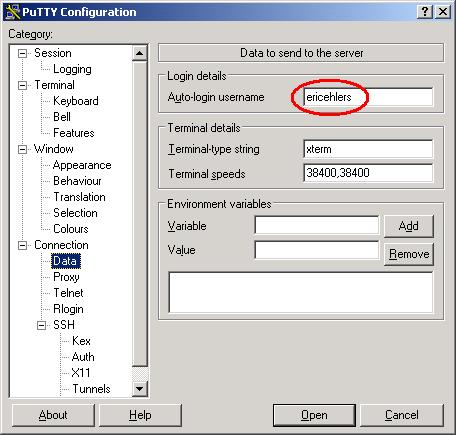 PuTTY Configuration
Category:
Session
Logging
Terminal
Keyboard
Bell
Features
Window
Appearance
Behaviour
Translation
Selection
Colours
Connection
Data
Proxy
Telnet
Rlogin
SSH
Kex
Auth
X11
Tunnels
Data to send to the server
Login details
Auto-login username ericehlers
Terminal details
Terminal-type string xterm
Terminal speeds 38400,38400
Environment variables
Variable Add
Value Remove
About Help Open Cancel